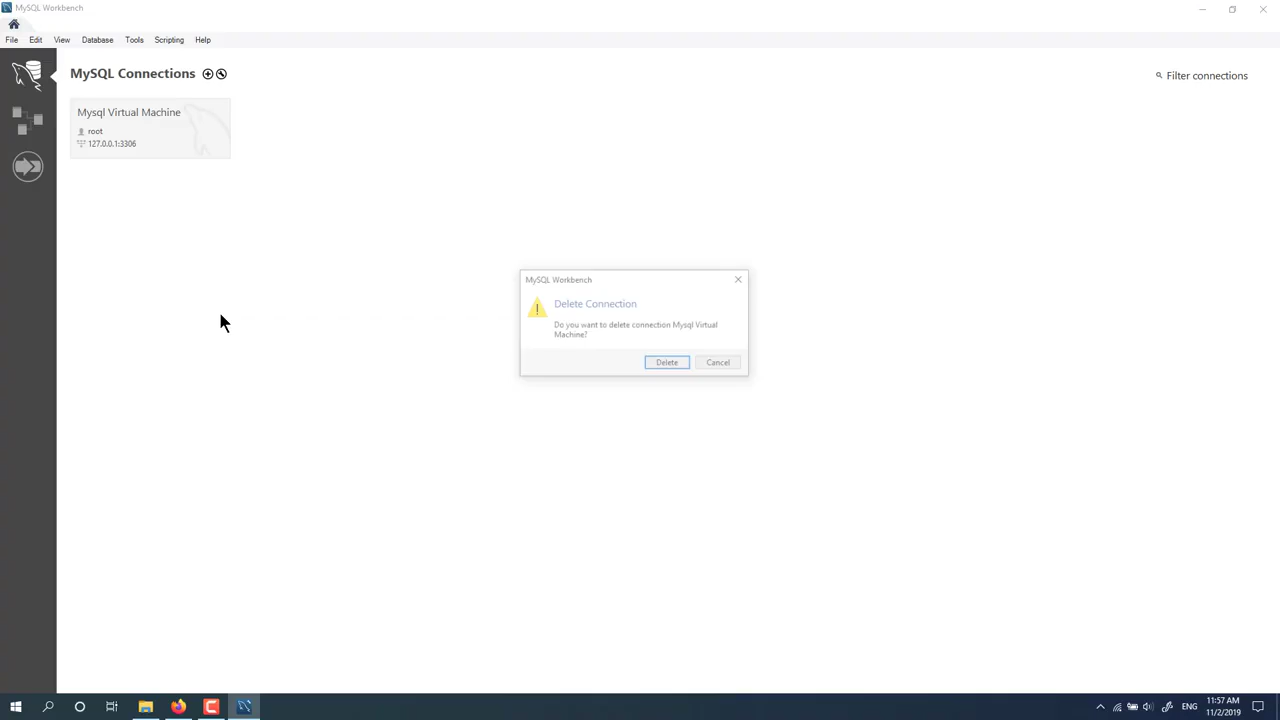 MySQL Workbench
File Edit View Database Tools Scripting Help
MySQL Connections
Filter connections
Mysql Virtual Machine
root
127.0.0.1:3306
MySQL Workbench
Delete Connection
Do you want to delete connection Mysql Virtual
Machine?
Delete Cancel
ENG
11:57 AM
11/2/2019